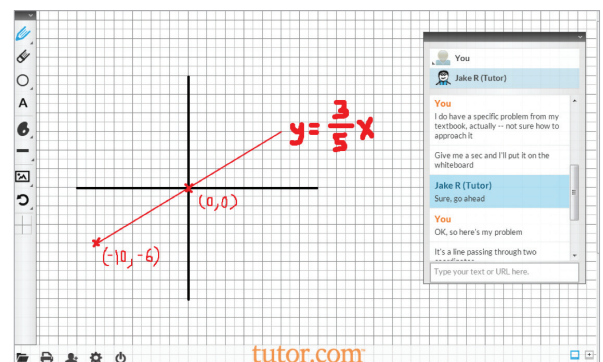 y = 3/5 x
(0,0)
(-10,-6)
You
Jake R (Tutor)
You
I do have a specific problem from my
textbook, actually -- not sure how to
approach it
Give me a sec and I'll put it on the
whiteboard
Jake R (Tutor)
Sure, go ahead
You
OK, so here's my problem
It's a line passing through two
Type your text or URL here.
A
tutor.com